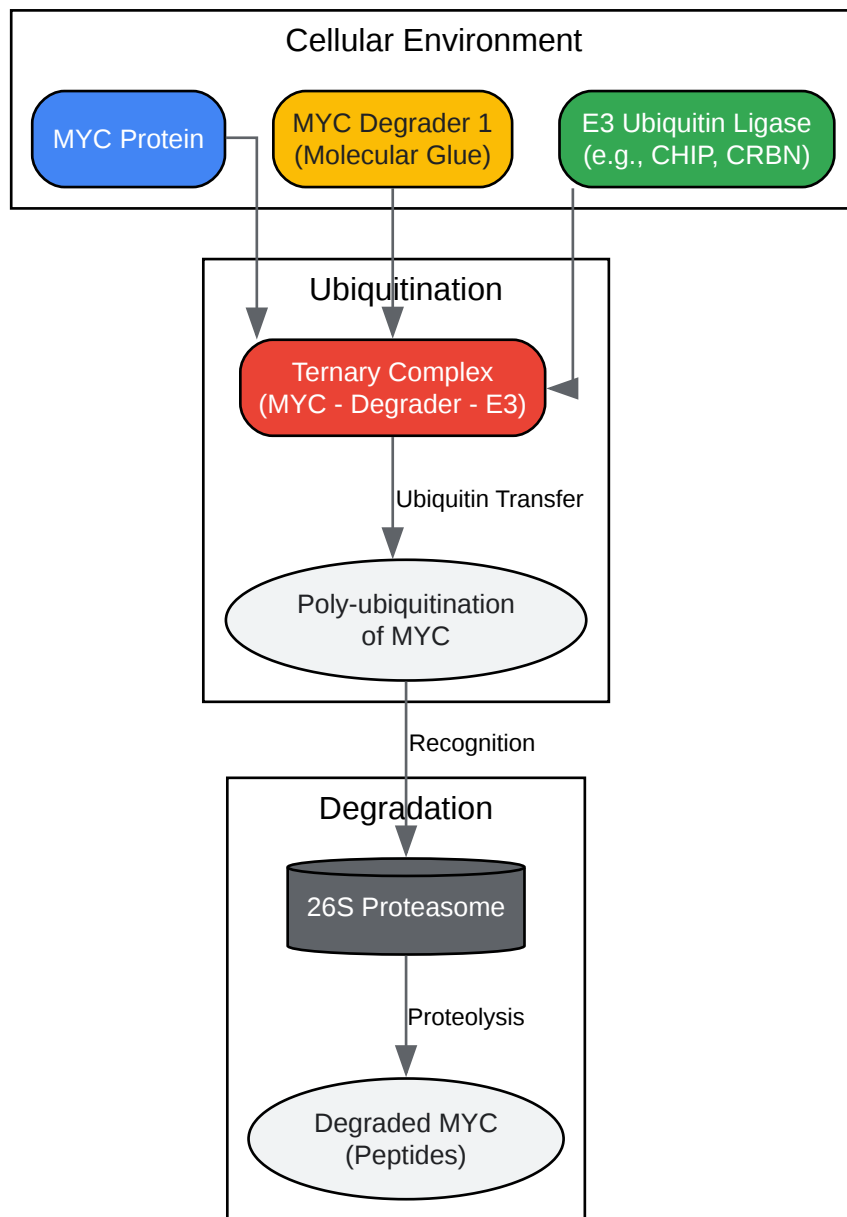 Cellular Environment
MYC Protein
MYC Degrader 1
(Molecular Glue)
E3 Ubiquitin Ligase
(e.g., CHIP, CRBN)
Ubiquitination
Ternary Complex
(MYC - Degrader - E3)
Ubiquitin Transfer
Poly-ubiquitination
of MYC
Recognition
Degradation
26S Proteasome
Proteolysis
Degraded MYC
(Peptides)